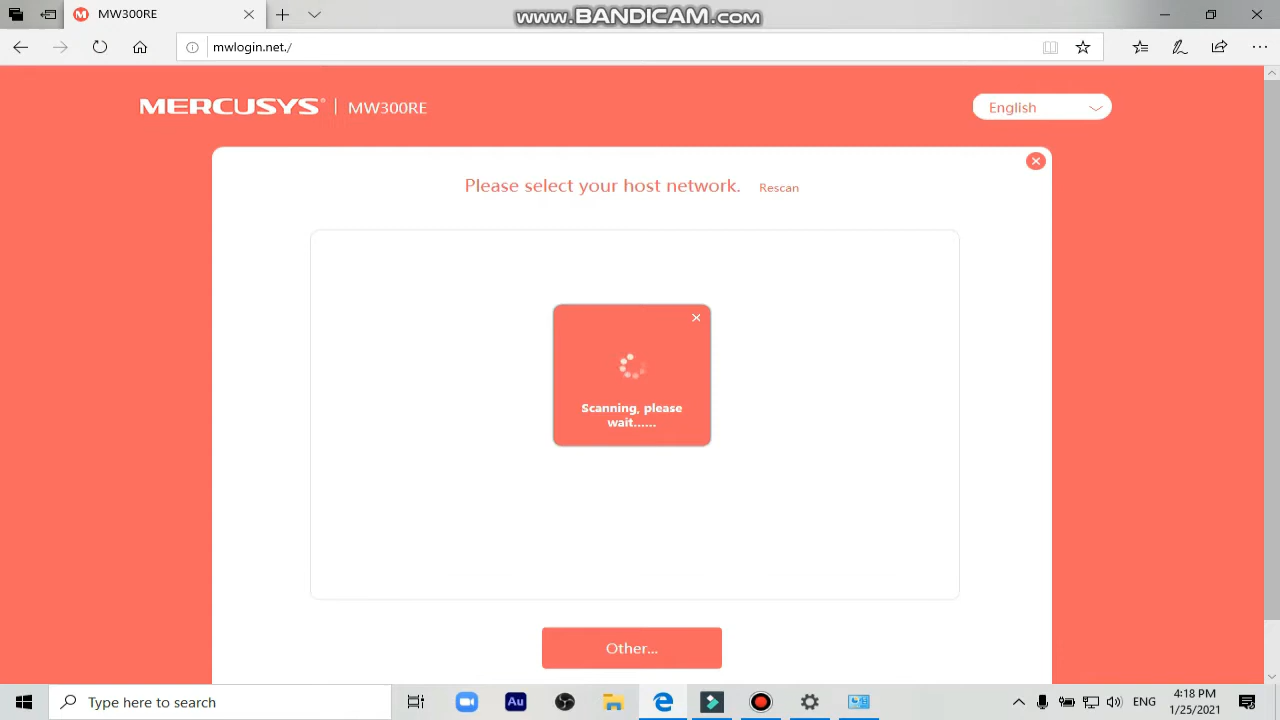 www.BANDICAM.com
MW300RE
mwlogin.net./
MERCUSYS® | MW300RE
English
Please select your host network. Rescan
Scanning, please
wait......
Other...
Type here to search
Au
ENG
4:18 PM
1/25/2021